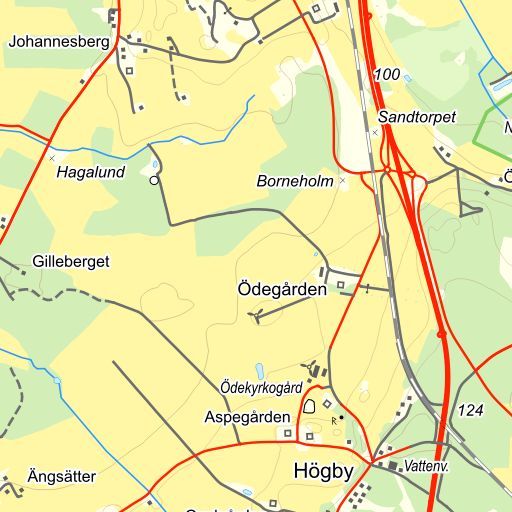 Johannesberg
100
Sandtorpet
Hagalund
Borneholm
Gilleberget
Ödegården
Ödekyrkogård
Aspegården
R
124
Högby
Vattenv.
Ängsätter